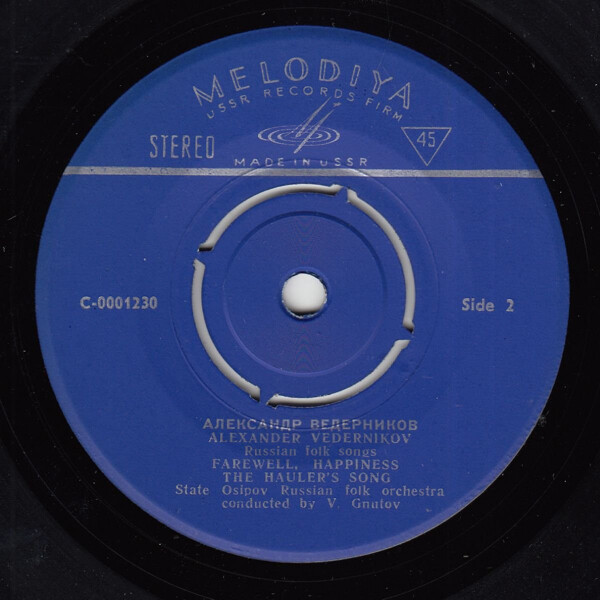 MELODIYA
USSR RECORDS FIRM
STEREO
45
MADE IN USSR
C-0001230
Side 2
АЛЕКСАНДР ВЕДЕРНИКОВ
ALEXANDER VEDERNIKOV
Russian folk songs
FAREWELL, HAPPINESS
THE HAULER'S SONG
State Osipov Russian folk orchestra
conducted by V. Gnutov